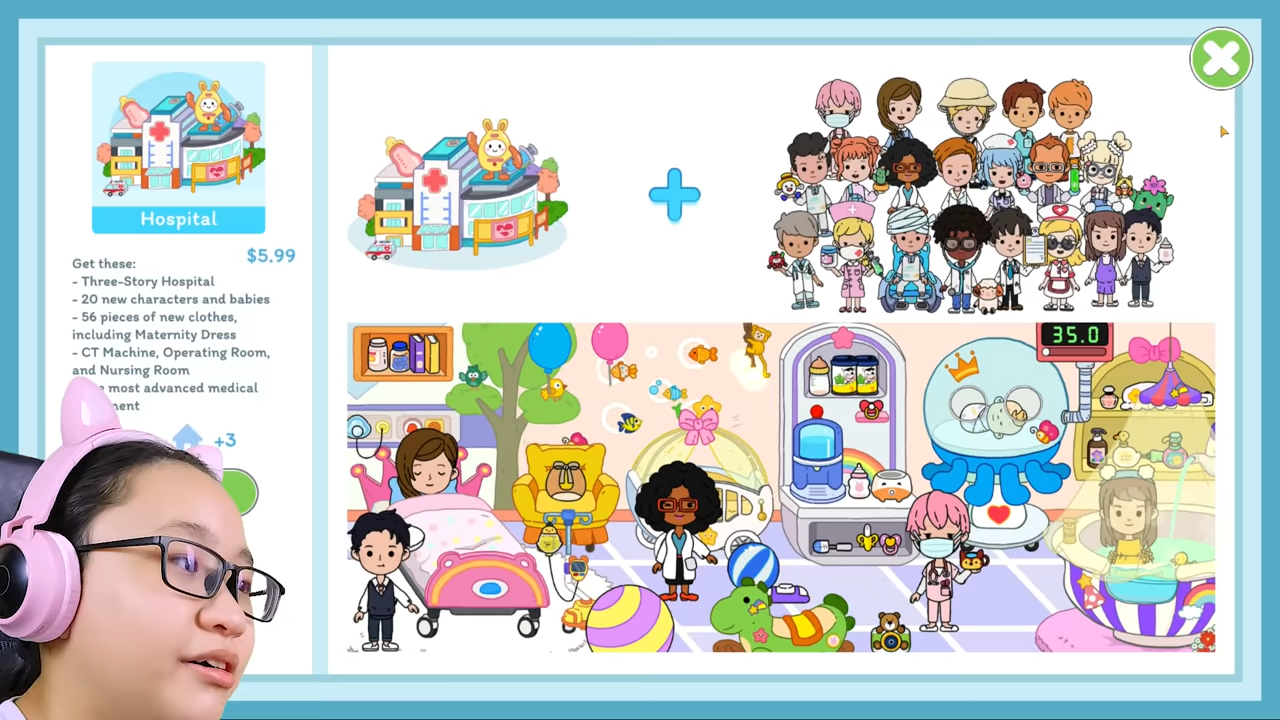 Hospital
$5.99
Get these:
- Three-Story Hospital
- 20 new characters and babies
- 56 pieces of new clothes,
including Maternity Dress
- CT Machine, Operating Room,
and Nursing Room
most advanced medical
+3
35.0